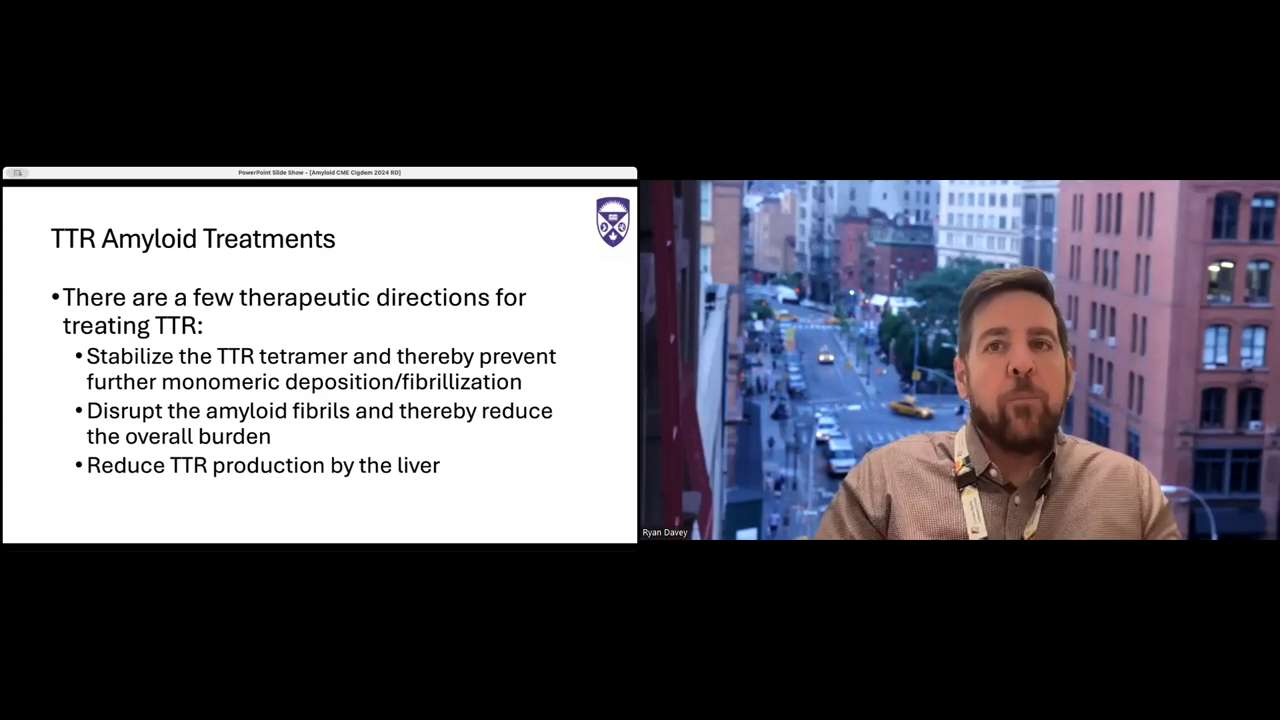 PowerPoint Slide Show - [Amyloid CME Cigdem 2024 RD]
TTR Amyloid Treatments
•There are a few therapeutic directions for
treating TTR:
•Stabilize the TTR tetramer and thereby prevent
further monomeric deposition/fibrillization
•Disrupt the amyloid fibrils and thereby reduce
the overall burden
•Reduce TTR production by the liver
Ryan Davey